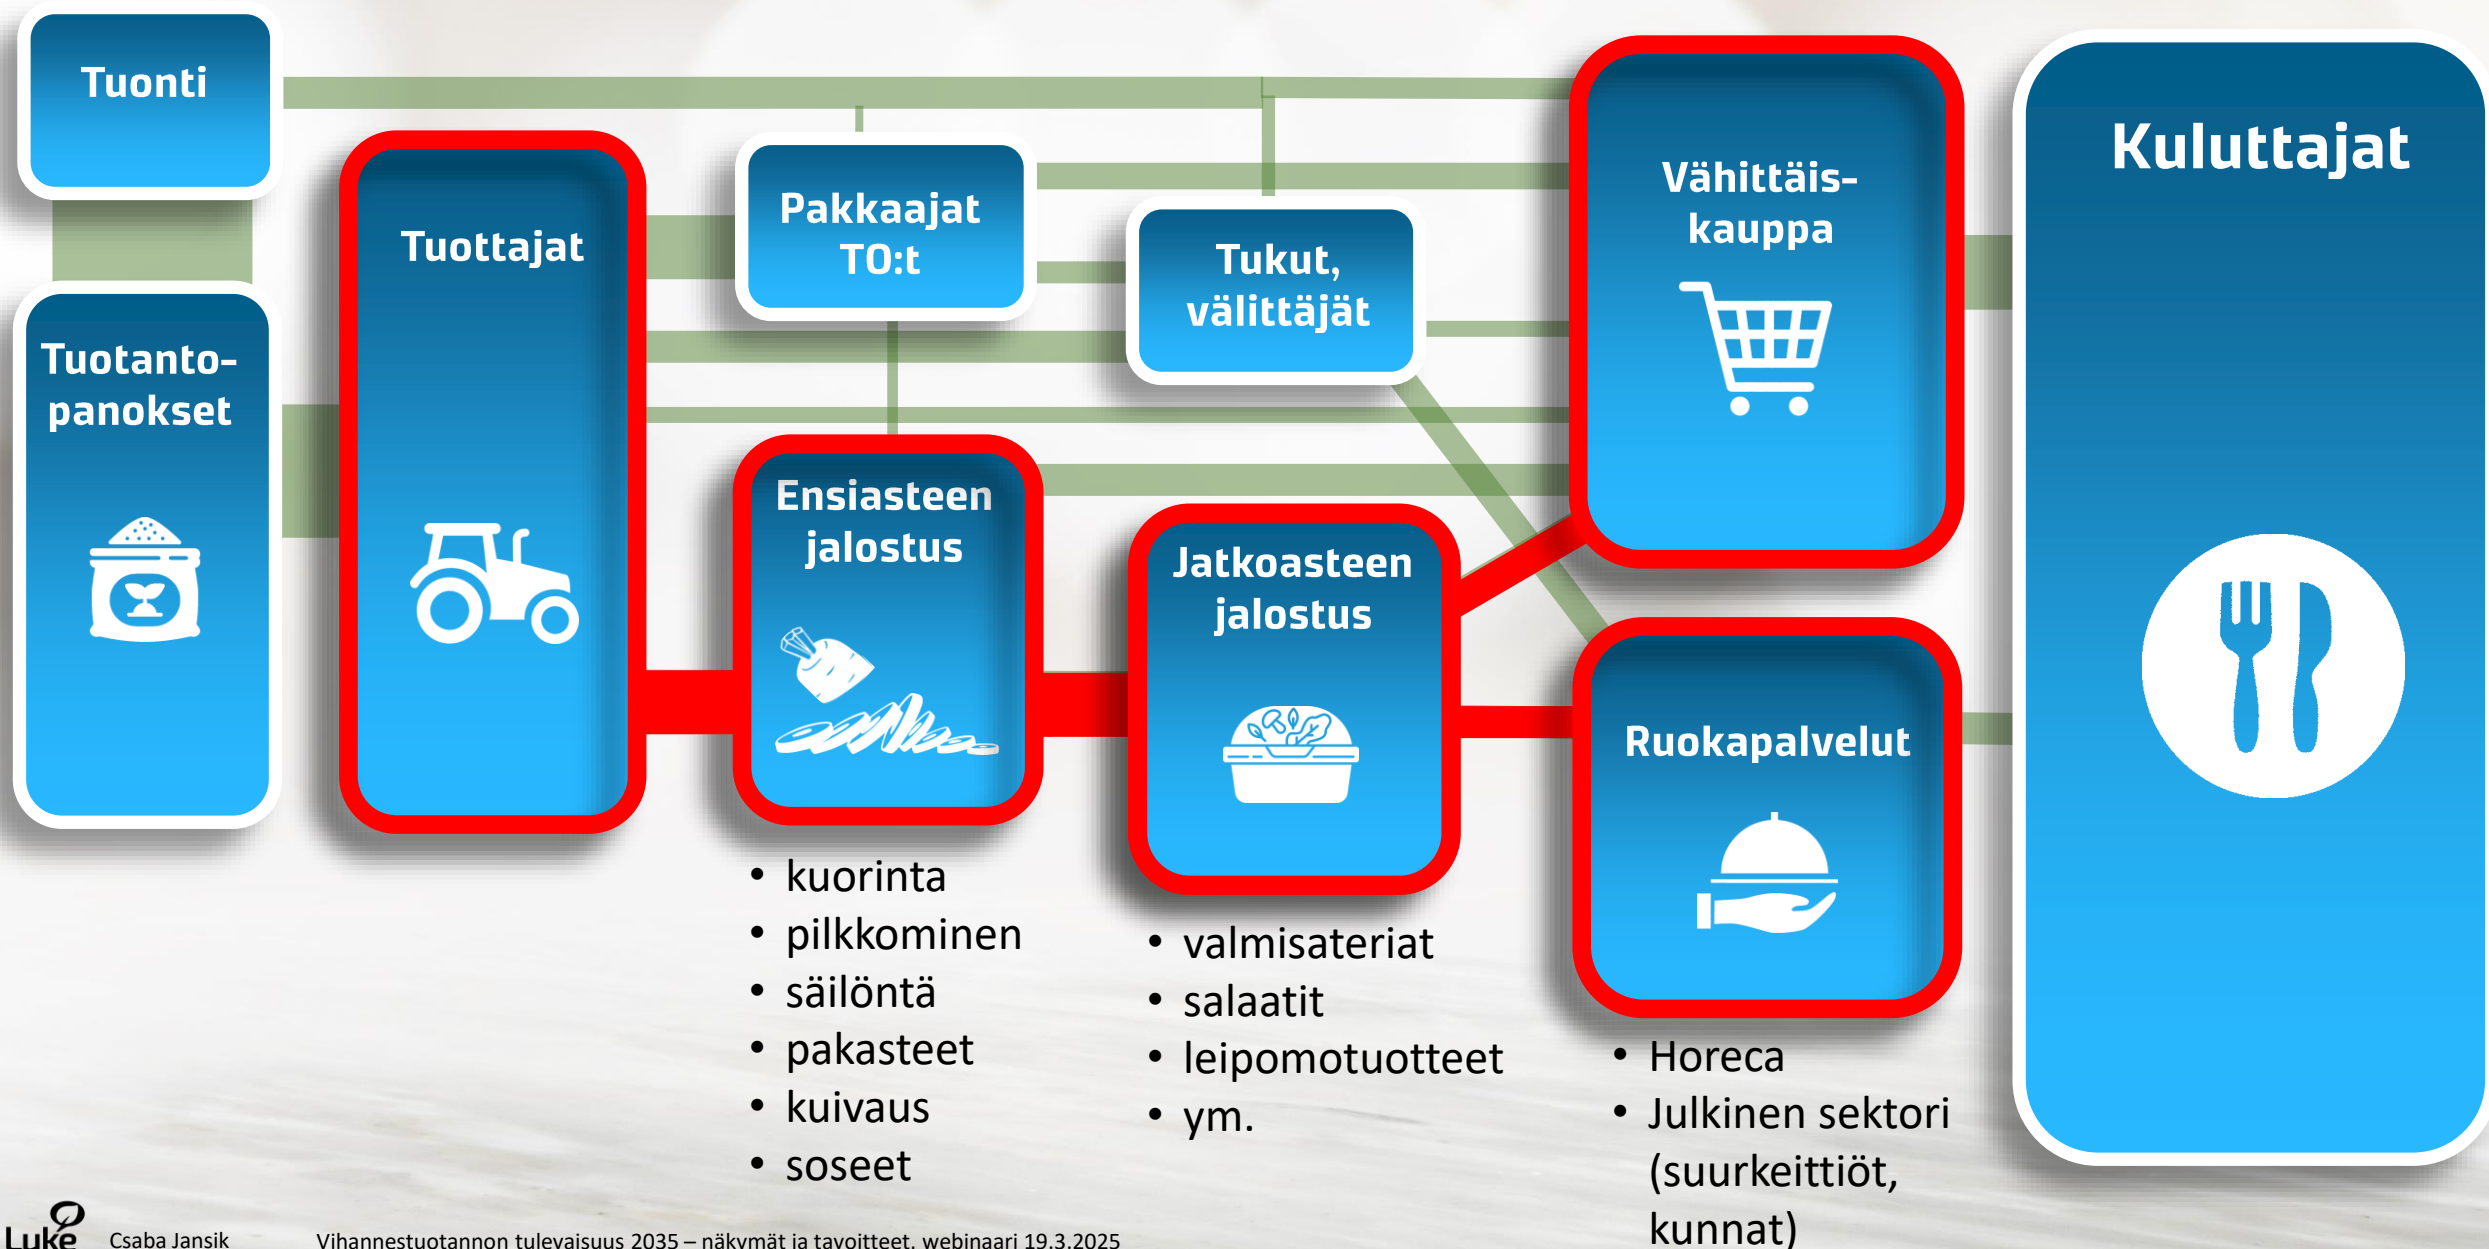 Tuonti
Tuotanto-
panokset
Tuottajat
Pakkaajat
TO:t
Tukut,
välittäjät
Ensiasteen
jalostus
Jatkoasteen
jalostus
Vähittäis-
kauppa
Ruokapalvelut
Kuluttajat
• kuorinta
• pilkkominen
• säilöntä
• pakasteet
• kuivaus
• soseet
• valmisateriat
• salaatit
• leipomotuotteet
• ym.
• Horeca
• Julkinen sektori
(suurkeittiöt,
kunnat)
Luke
Csaba Jansik
Vihannestuotannon tulevaisuus 2035 – näkymät ja tavoitteet, webinaari 19.3.2025